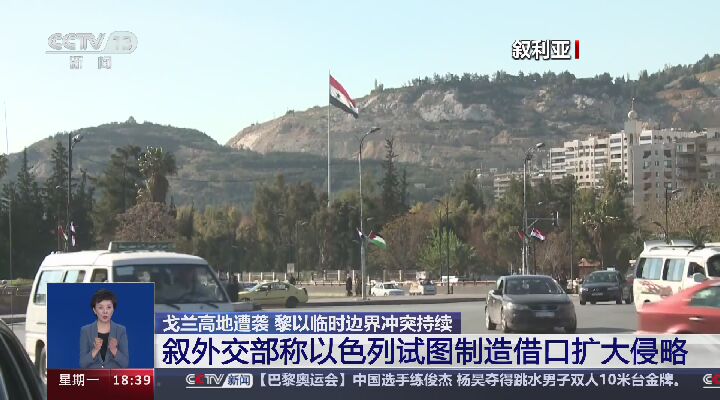 CCTV 13
新闻
叙利亚
戈兰高地遭袭 黎以临时边界冲突持续
叙外交部称以色列试图制造借口扩大侵略
星期一 18:39
CCTV 新闻 【巴黎奥运会】中国选手练俊杰 杨昊夺得跳水男子双人10米台金牌。 CCTV